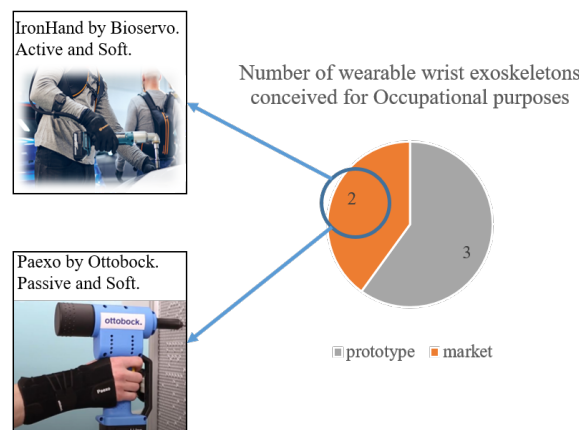 IronHand by Bioservo.
Active and Soft.
Number of wearable wrist exoskeletons
conceived for Occupational purposes
2
3
Paexo by Ottobock.
Passive and Soft.
ottobock.
Paexo
prototype
market